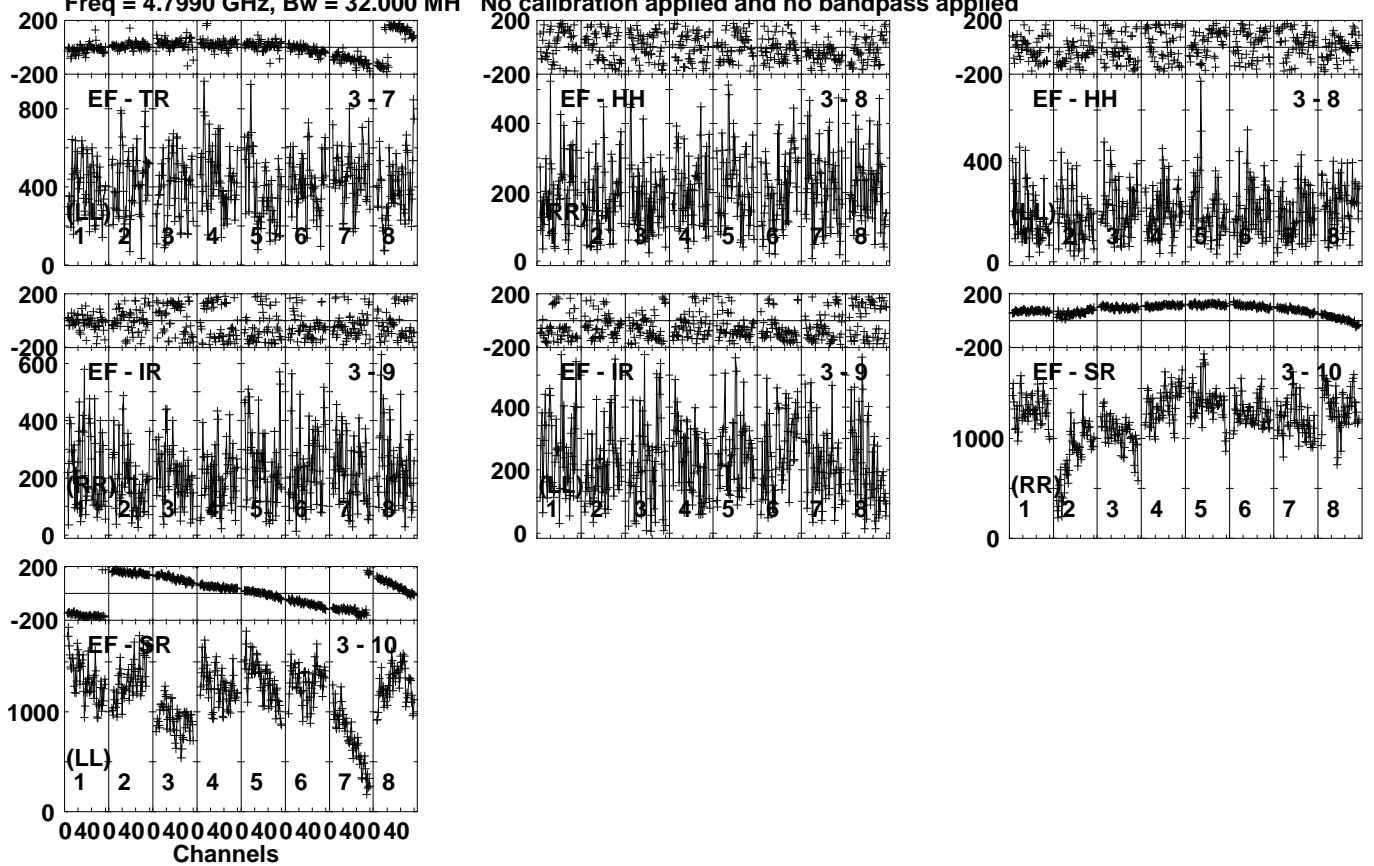 Freq = 4.7990 GHz, Bw = 32.000 MH No calibration applied and no bandpass applied
200
-200
EF - TR 3 - 7
800
400
0
(LL)
1 2 3 4 5 6 7 8
200
-200
EF - HH 3 - 8
400
200
0
(RR)
1 2 3 4 5 6 7 8
200
-200
EF - HH 3 - 8
400
0
(LL)
1 2 3 4 5 6 7 8
200
-200
EF - IR 3 - 9
600
400
200
0
(RR)
1 2 3 4 5 6 7 8
200
-200
EF - IR 3 - 9
400
200
0
(LL)
1 2 3 4 5 6 7 8
200
-200
EF - SR 3 - 10
1000
0
(RR)
1 2 3 4 5 6 7 8
200
-200
EF - SR 3 - 10
1000
0
(LL)
1 2 3 4 5 6 7 8
0 40 0 40 0 40 0 40 0 40 0 40 0 40 0 40
Channels